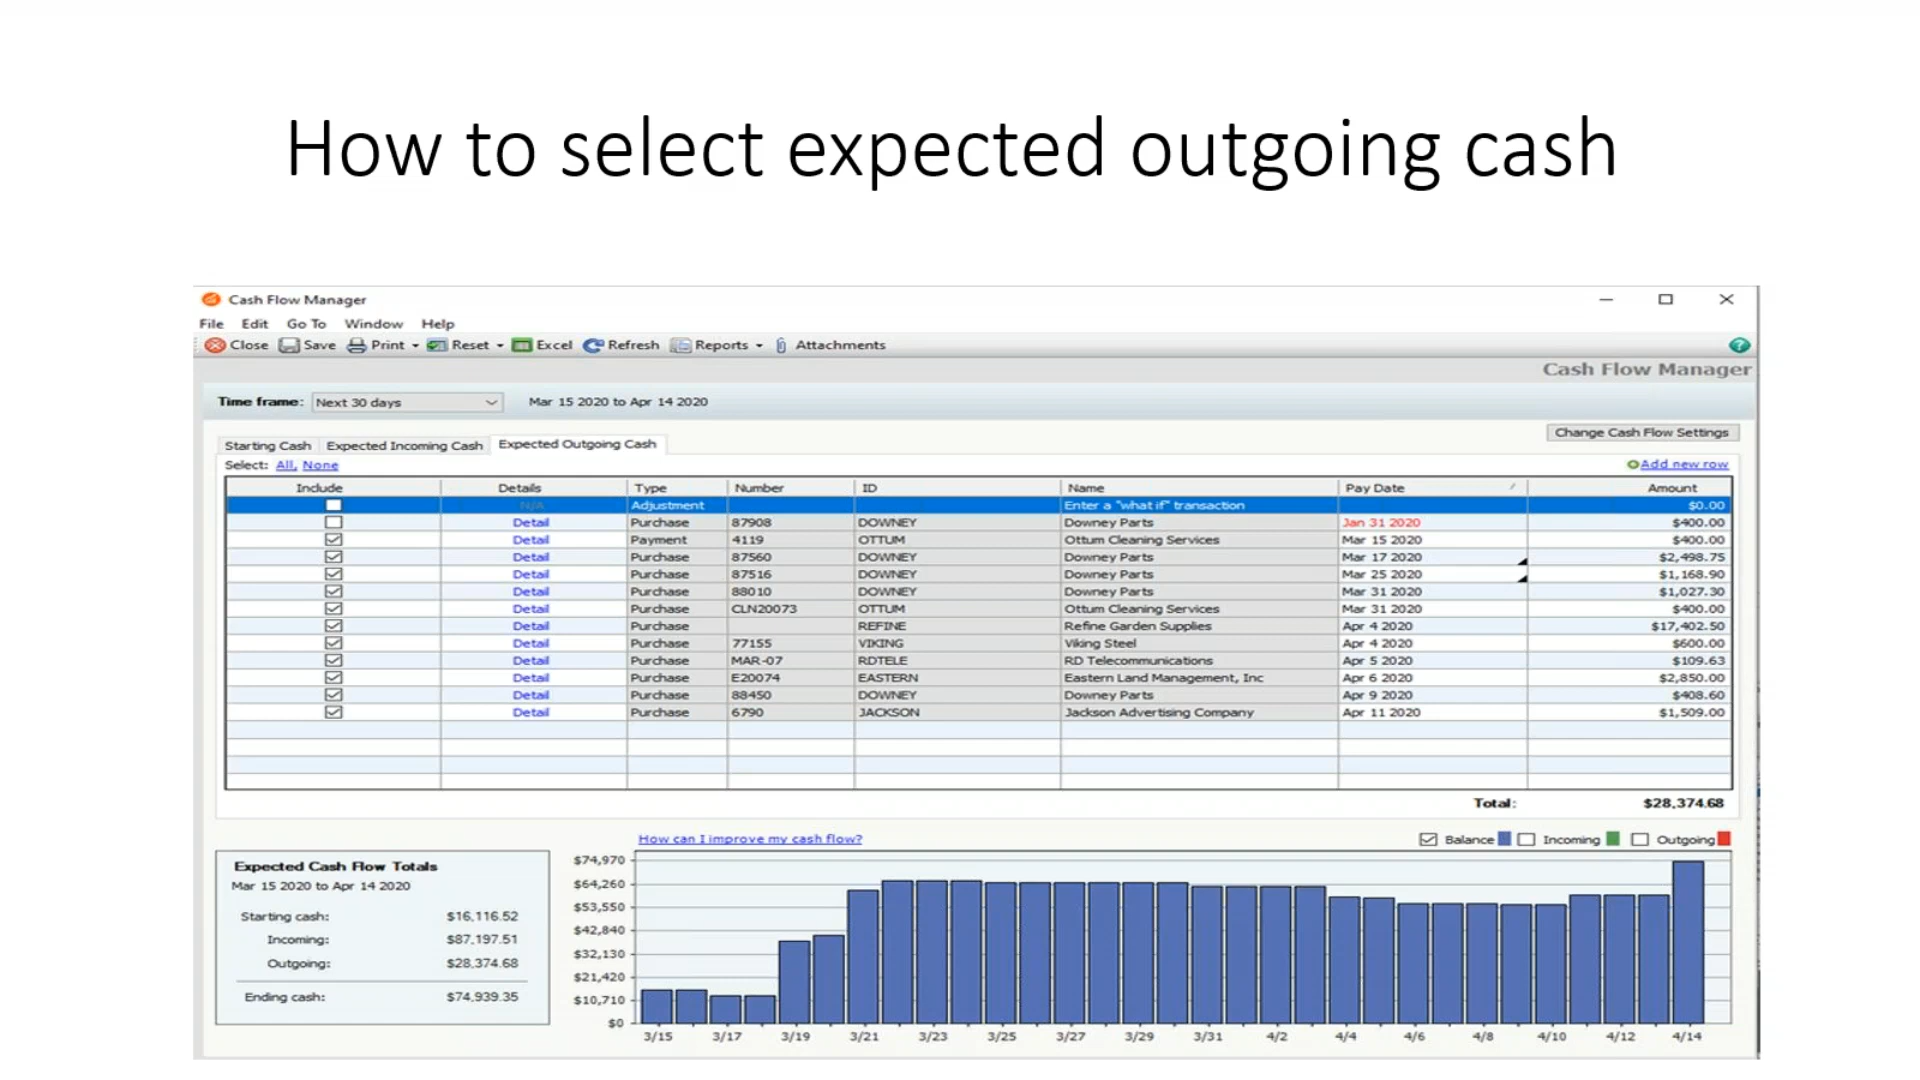 How to select expected outgoing cash
Cash Flow Manager
File Edit Go To Window Help
Close Save Print Reset Excel Refresh Reports Attachments ?
Cash Flow Manager
Time frame: Next 30 days Mar 15 2020 to Apr 14 2020
Change Cash Flow Settings
Starting Cash Expected Incoming Cash Expected Outgoing Cash
Select: All, None Add new row
Include Details Type Number ID Name Pay Date Amount
N/A Adjustment Enter a "what if" transaction $0.00
Detail Purchase 87908 DOWNEY Downey Parts Jan 31 2020 $400.00
Detail Payment 4119 OTTUM Ottum Cleaning Services Mar 15 2020 $400.00
Detail Purchase 87560 DOWNEY Downey Parts Mar 17 2020 $2,498.75
Detail Purchase 87516 DOWNEY Downey Parts Mar 25 2020 $1,168.90
Detail Purchase 88010 DOWNEY Downey Parts Mar 31 2020 $1,027.30
Detail Purchase CLN20073 OTTUM Ottum Cleaning Services Mar 31 2020 $400.00
Detail Purchase REFINE Refine Garden Supplies Apr 4 2020 $17,402.50
Detail Purchase 77155 VIKING Viking Steel Apr 4 2020 $600.00
Detail Purchase MAR-07 RDTELE RD Telecommunications Apr 5 2020 $109.63
Detail Purchase E20074 EASTERN Eastern Land Management, Inc Apr 6 2020 $2,850.00
Detail Purchase 88450 DOWNEY Downey Parts Apr 9 2020 $408.60
Detail Purchase 6790 JACKSON Jackson Advertising Company Apr 11 2020 $1,509.00
Total: $28,374.68
How can I improve my cash flow? Balance Incoming Outgoing
Expected Cash Flow Totals
Mar 15 2020 to Apr 14 2020
Starting cash: $16,116.52
Incoming: $87,197.51
Outgoing: $28,374.68
Ending cash: $74,939.35
$74,970
$64,260
$53,550
$42,840
$32,130
$21,420
$10,710
$0
3/15 3/17 3/19 3/21 3/23 3/25 3/27 3/29 3/31 4/2 4/4 4/6 4/8 4/10 4/12 4/14